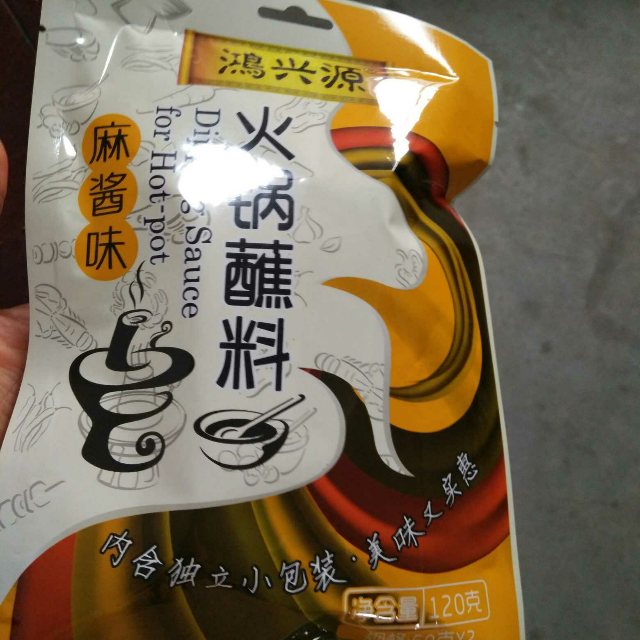 鴻兴源
火锅蘸料
Sauce
for Hot-pot
麻酱味
内含独立小包装·美味又实惠
净含量 120克